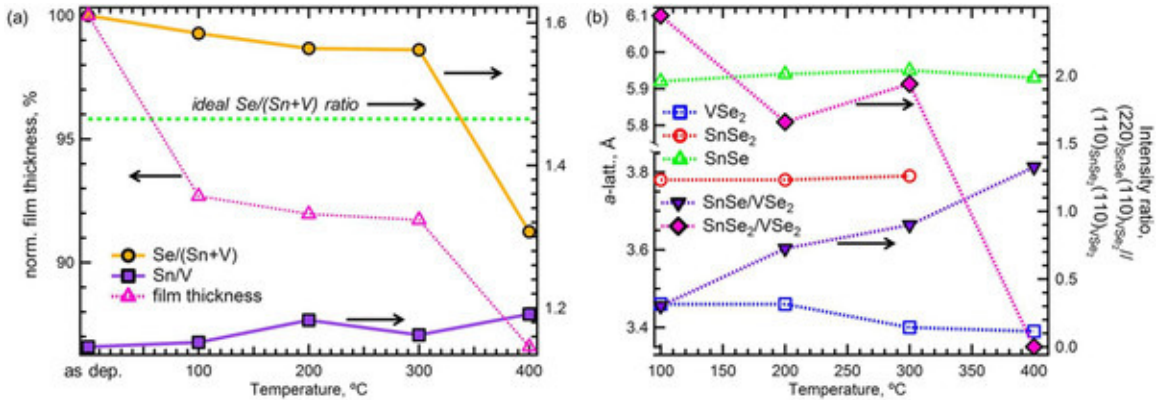 (a)
100
95
90
norm. film thickness, %
ideal Se/(Sn+V) ratio
Se/(Sn+V)
Sn/V
film thickness
1.6
1.4
1.2
as dep.
100
200
300
400
Temperature, ºC
(b)
6.1
6.0
5.9
5.8
3.8
3.6
3.4
a-latt., Å
VSe2
SnSe2
SnSe
SnSe/VSe2
SnSe2/VSe2
2.0
1.5
1.0
0.5
0.0
Intensity ratio,
(220)SnSe(110)VSe2//
(110)SnSe2(110)VSe2
100
150
200
250
300
350
400
Temperature, ºC